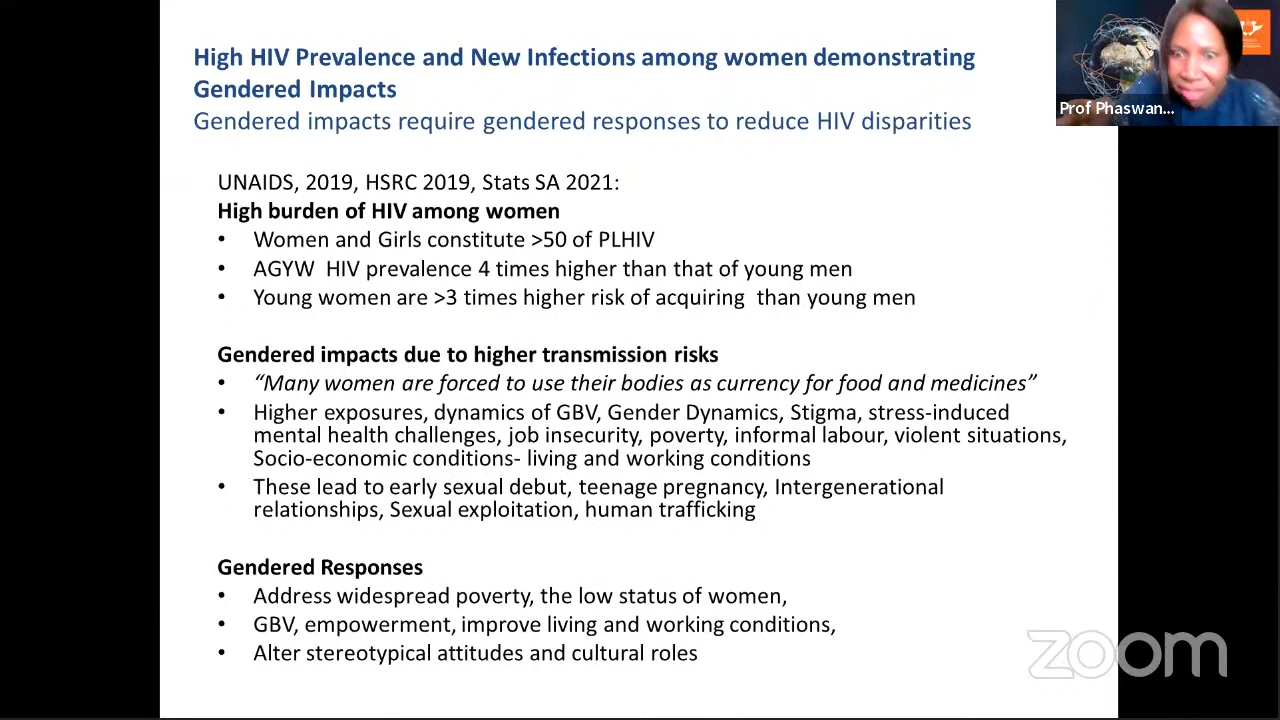 High HIV Prevalence and New Infections among women demonstrating
Gendered Impacts
Gendered impacts require gendered responses to reduce HIV disparities
Prof Phaswan...
UNAIDS, 2019, HSRC 2019, Stats SA 2021:
High burden of HIV among women
• Women and Girls constitute >50 of PLHIV
• AGYW HIV prevalence 4 times higher than that of young men
• Young women are >3 times higher risk of acquiring than young men
Gendered impacts due to higher transmission risks
• “Many women are forced to use their bodies as currency for food and medicines”
• Higher exposures, dynamics of GBV, Gender Dynamics, Stigma, stress-induced
mental health challenges, job insecurity, poverty, informal labour, violent situations,
Socio-economic conditions- living and working conditions
• These lead to early sexual debut, teenage pregnancy, Intergenerational
relationships, Sexual exploitation, human trafficking
Gendered Responses
• Address widespread poverty, the low status of women,
• GBV, empowerment, improve living and working conditions,
• Alter stereotypical attitudes and cultural roles
zoom